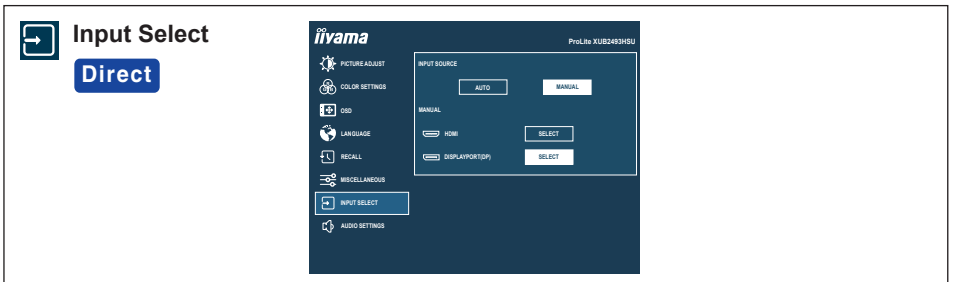 Input Select
Direct
iiyama
ProLite XUB2493HSU
PICTURE ADJUST
COLOR SETTINGS
OSD
LANGUAGE
RECALL
MISCELLANEOUS
INPUT SELECT
AUDIO SETTINGS
INPUT SOURCE
AUTO MANUAL
MANUAL
HDMI SELECT
DISPLAYPORT(DP) SELECT